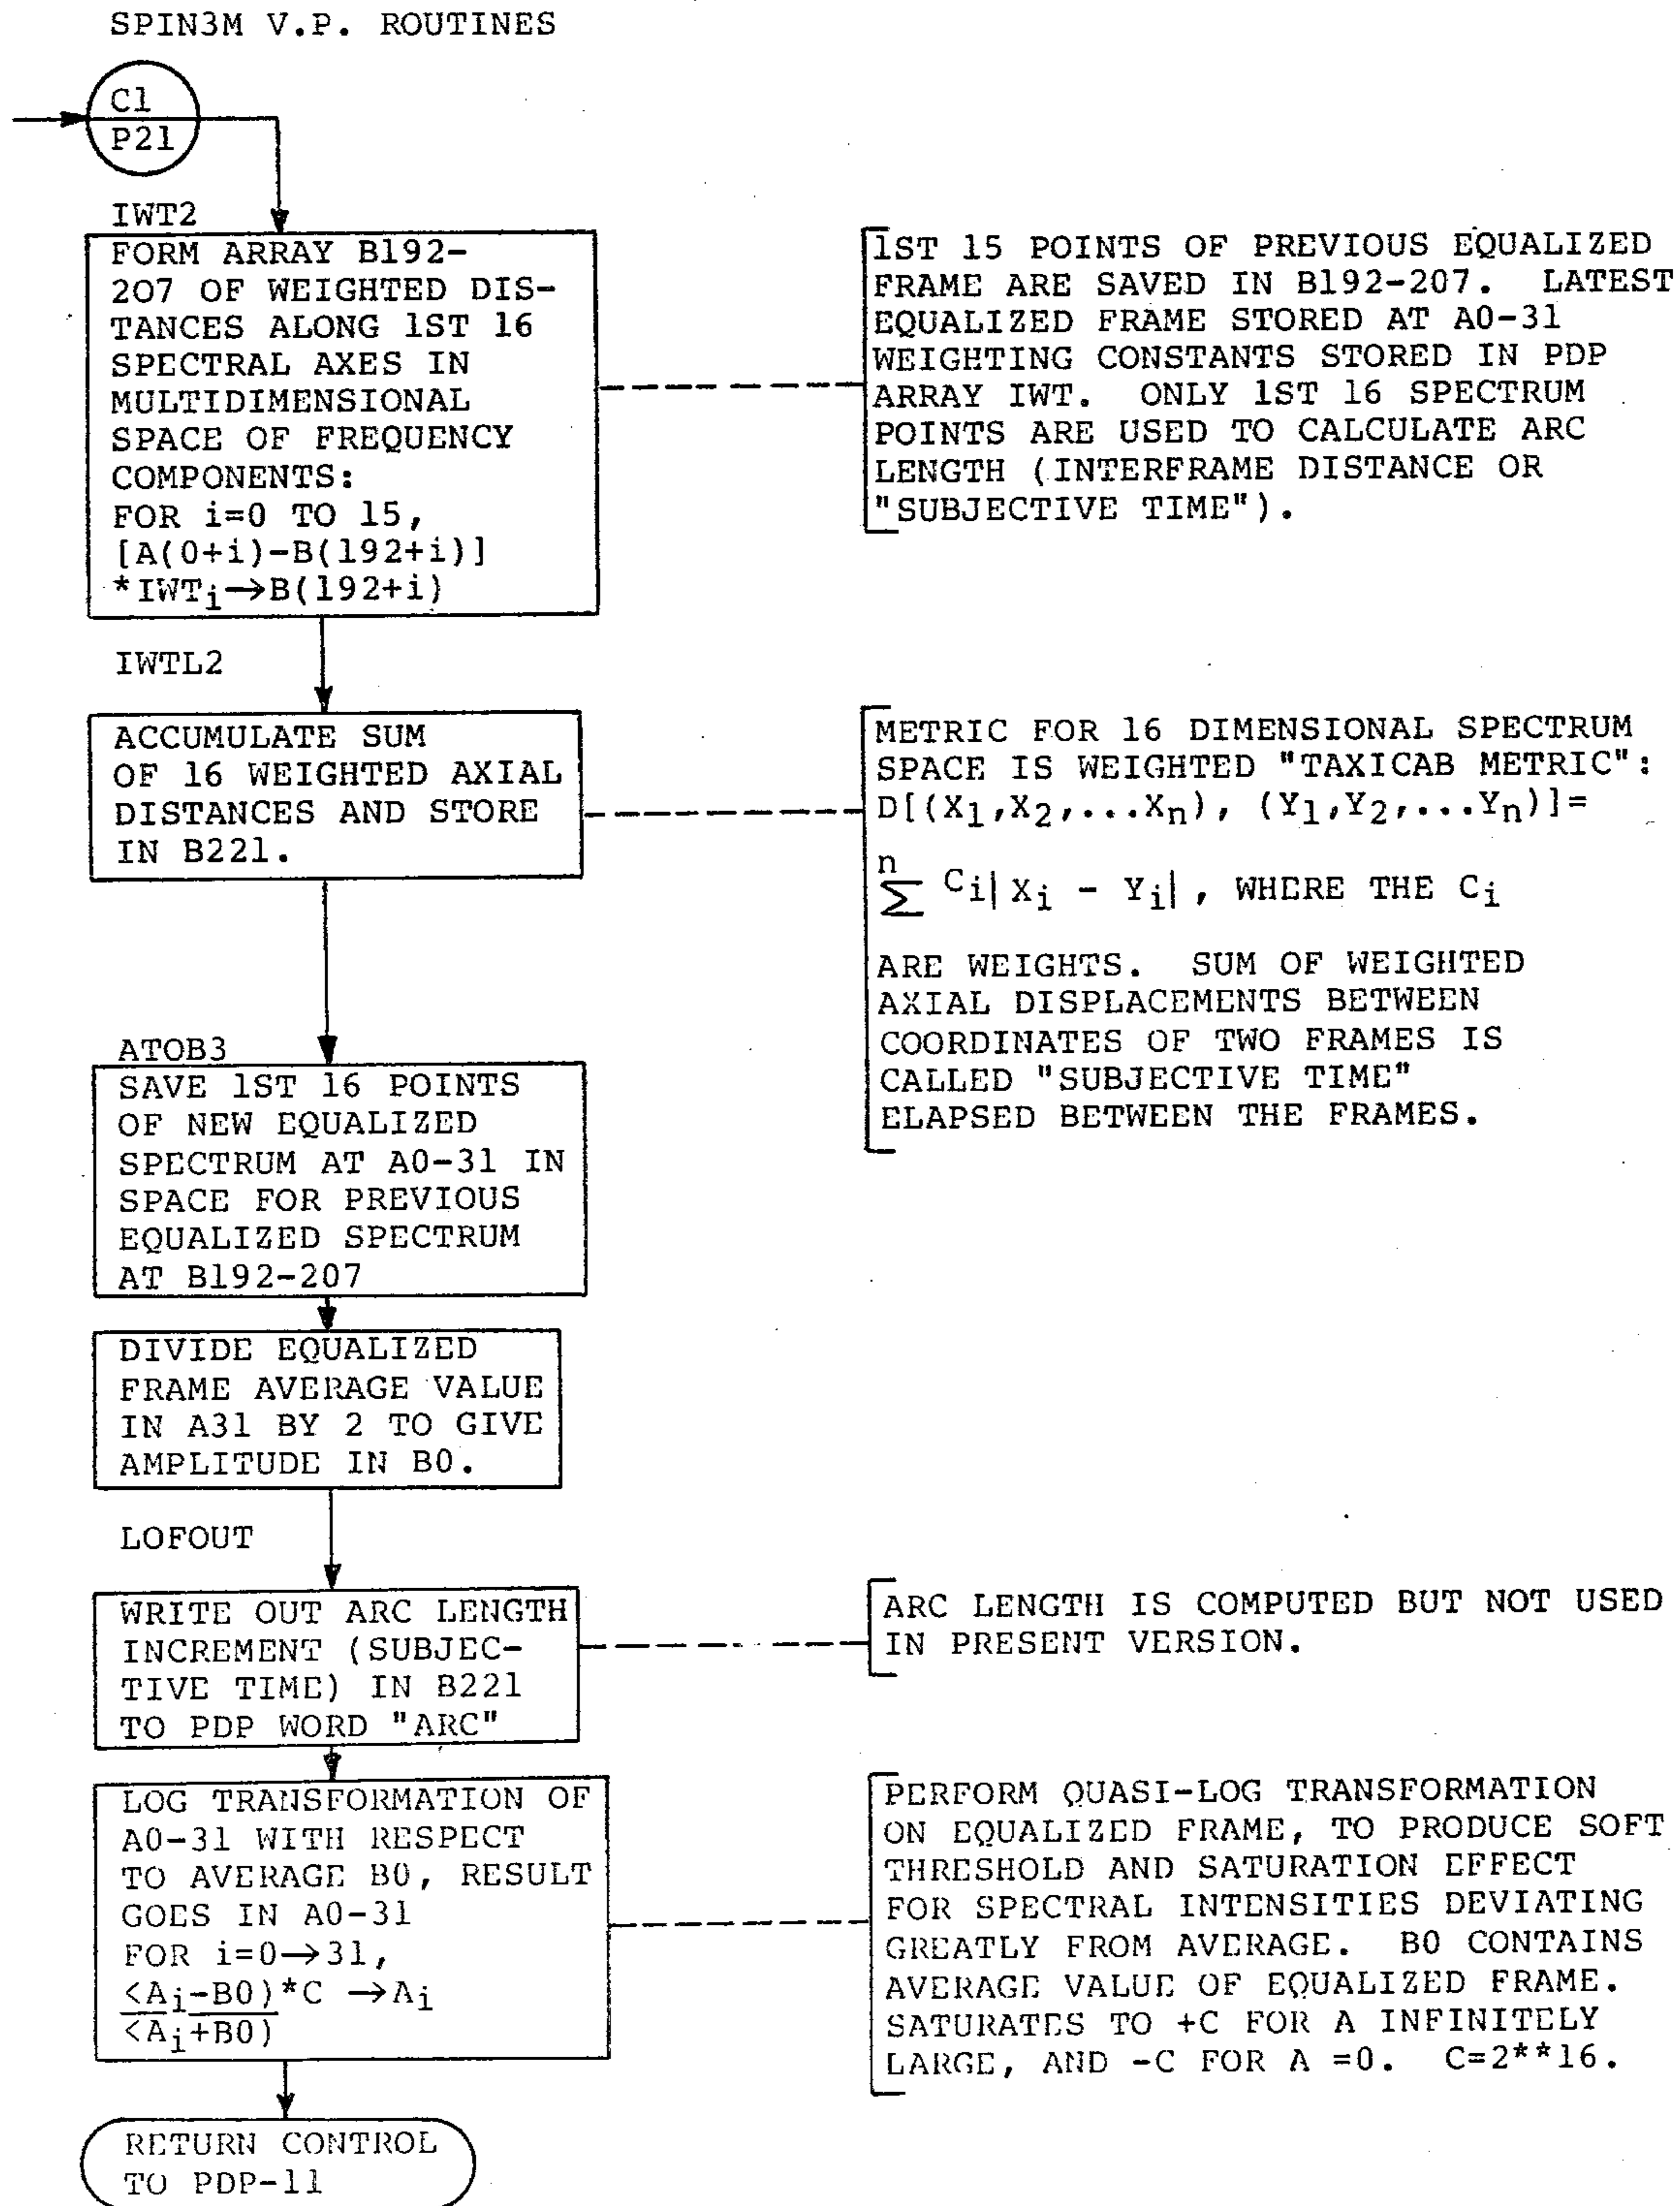 SPIN3M V.P. ROUTINES
C1
P21
IWT2
FORM ARRAY B192-
207 OF WEIGHTED DIS-
TANCES ALONG 1ST 16
SPECTRAL AXES IN
MULTIDIMENSIONAL
SPACE OF FREQUENCY
COMPONENTS:
FOR i=0 TO 15,
[A(0+i)-B(192+i)]
*IWTi→B(192+i)
1ST 15 POINTS OF PREVIOUS EQUALIZED
FRAME ARE SAVED IN B192-207. LATEST
EQUALIZED FRAME STORED AT A0-31
WEIGHTING CONSTANTS STORED IN PDP
ARRAY IWT. ONLY 1ST 16 SPECTRUM
POINTS ARE USED TO CALCULATE ARC
LENGTH (INTERFRAME DISTANCE OR
"SUBJECTIVE TIME").
IWTL2
ACCUMULATE SUM
OF 16 WEIGHTED AXIAL
DISTANCES AND STORE
IN B221.
METRIC FOR 16 DIMENSIONAL SPECTRUM
SPACE IS WEIGHTED "TAXICAB METRIC":
D[(X1,X2,...Xn), (Y1,Y2,...Yn)]=
n
∑ Ci|Xi - Yi|, WHERE THE Ci
ARE WEIGHTS. SUM OF WEIGHTED
AXIAL DISPLACEMENTS BETWEEN
COORDINATES OF TWO FRAMES IS
CALLED "SUBJECTIVE TIME"
ELAPSED BETWEEN THE FRAMES.
ATOB3
SAVE 1ST 16 POINTS
OF NEW EQUALIZED
SPECTRUM AT A0-31 IN
SPACE FOR PREVIOUS
EQUALIZED SPECTRUM
AT B192-207
DIVIDE EQUALIZED
FRAME AVERAGE VALUE
IN A31 BY 2 TO GIVE
AMPLITUDE IN B0.
LOFOUT
WRITE OUT ARC LENGTH
INCREMENT (SUBJEC-
TIVE TIME) IN B221
TO PDP WORD "ARC"
ARC LENGTH IS COMPUTED BUT NOT USED
IN PRESENT VERSION.
LOG TRANSFORMATION OF
A0-31 WITH RESPECT
TO AVERAGE B0, RESULT
GOES IN A0-31
FOR i=0→31,
<Ai-B0)*C →Ai
<Ai+B0)
PERFORM QUASI-LOG TRANSFORMATION
ON EQUALIZED FRAME, TO PRODUCE SOFT
THRESHOLD AND SATURATION EFFECT
FOR SPECTRAL INTENSITIES DEVIATING
GREATLY FROM AVERAGE. B0 CONTAINS
AVERAGE VALUE OF EQUALIZED FRAME.
SATURATES TO +C FOR A INFINITELY
LARGE, AND -C FOR A =0. C=2**16.
RETURN CONTROL
TO PDP-11